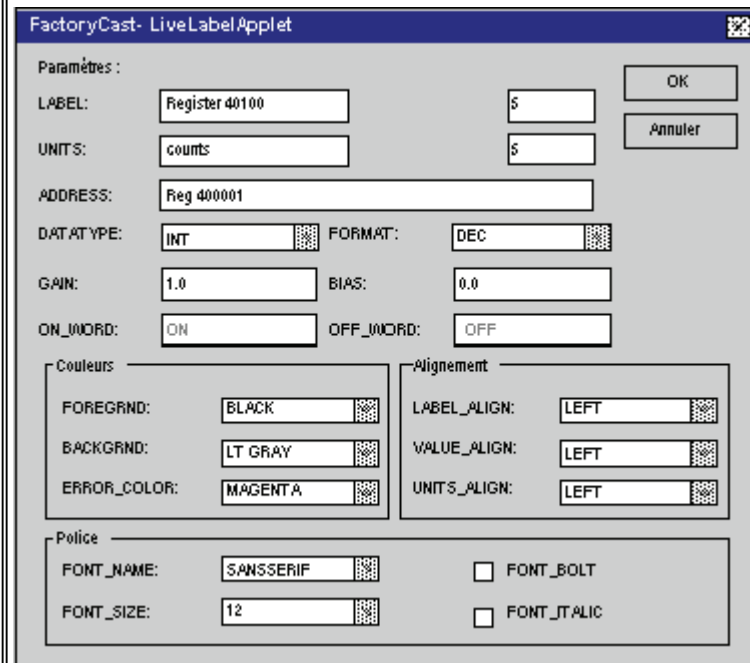 FactoryCast- LiveLabelApplet
Paramètres :
OK
LABEL: Register 40100 5
Annuler
UNITS: counts 5
ADDRESS: Reg 400001
DATATYPE: INT FORMAT: DEC
GAIN: 1.0 BIAS: 0.0
ON_WORD: ON OFF_WORD: OFF
Couleurs Alignement
FOREGRND: BLACK LABEL_ALIGN: LEFT
BACKGRND: LT GRAY VALUE_ALIGN: LEFT
ERROR_COLOR: MAGENTA UNITS_ALIGN: LEFT
Police
FONT_NAME: SANSSERIF FONT_BOLT
FONT_SIZE: 12 FONT_ITALIC